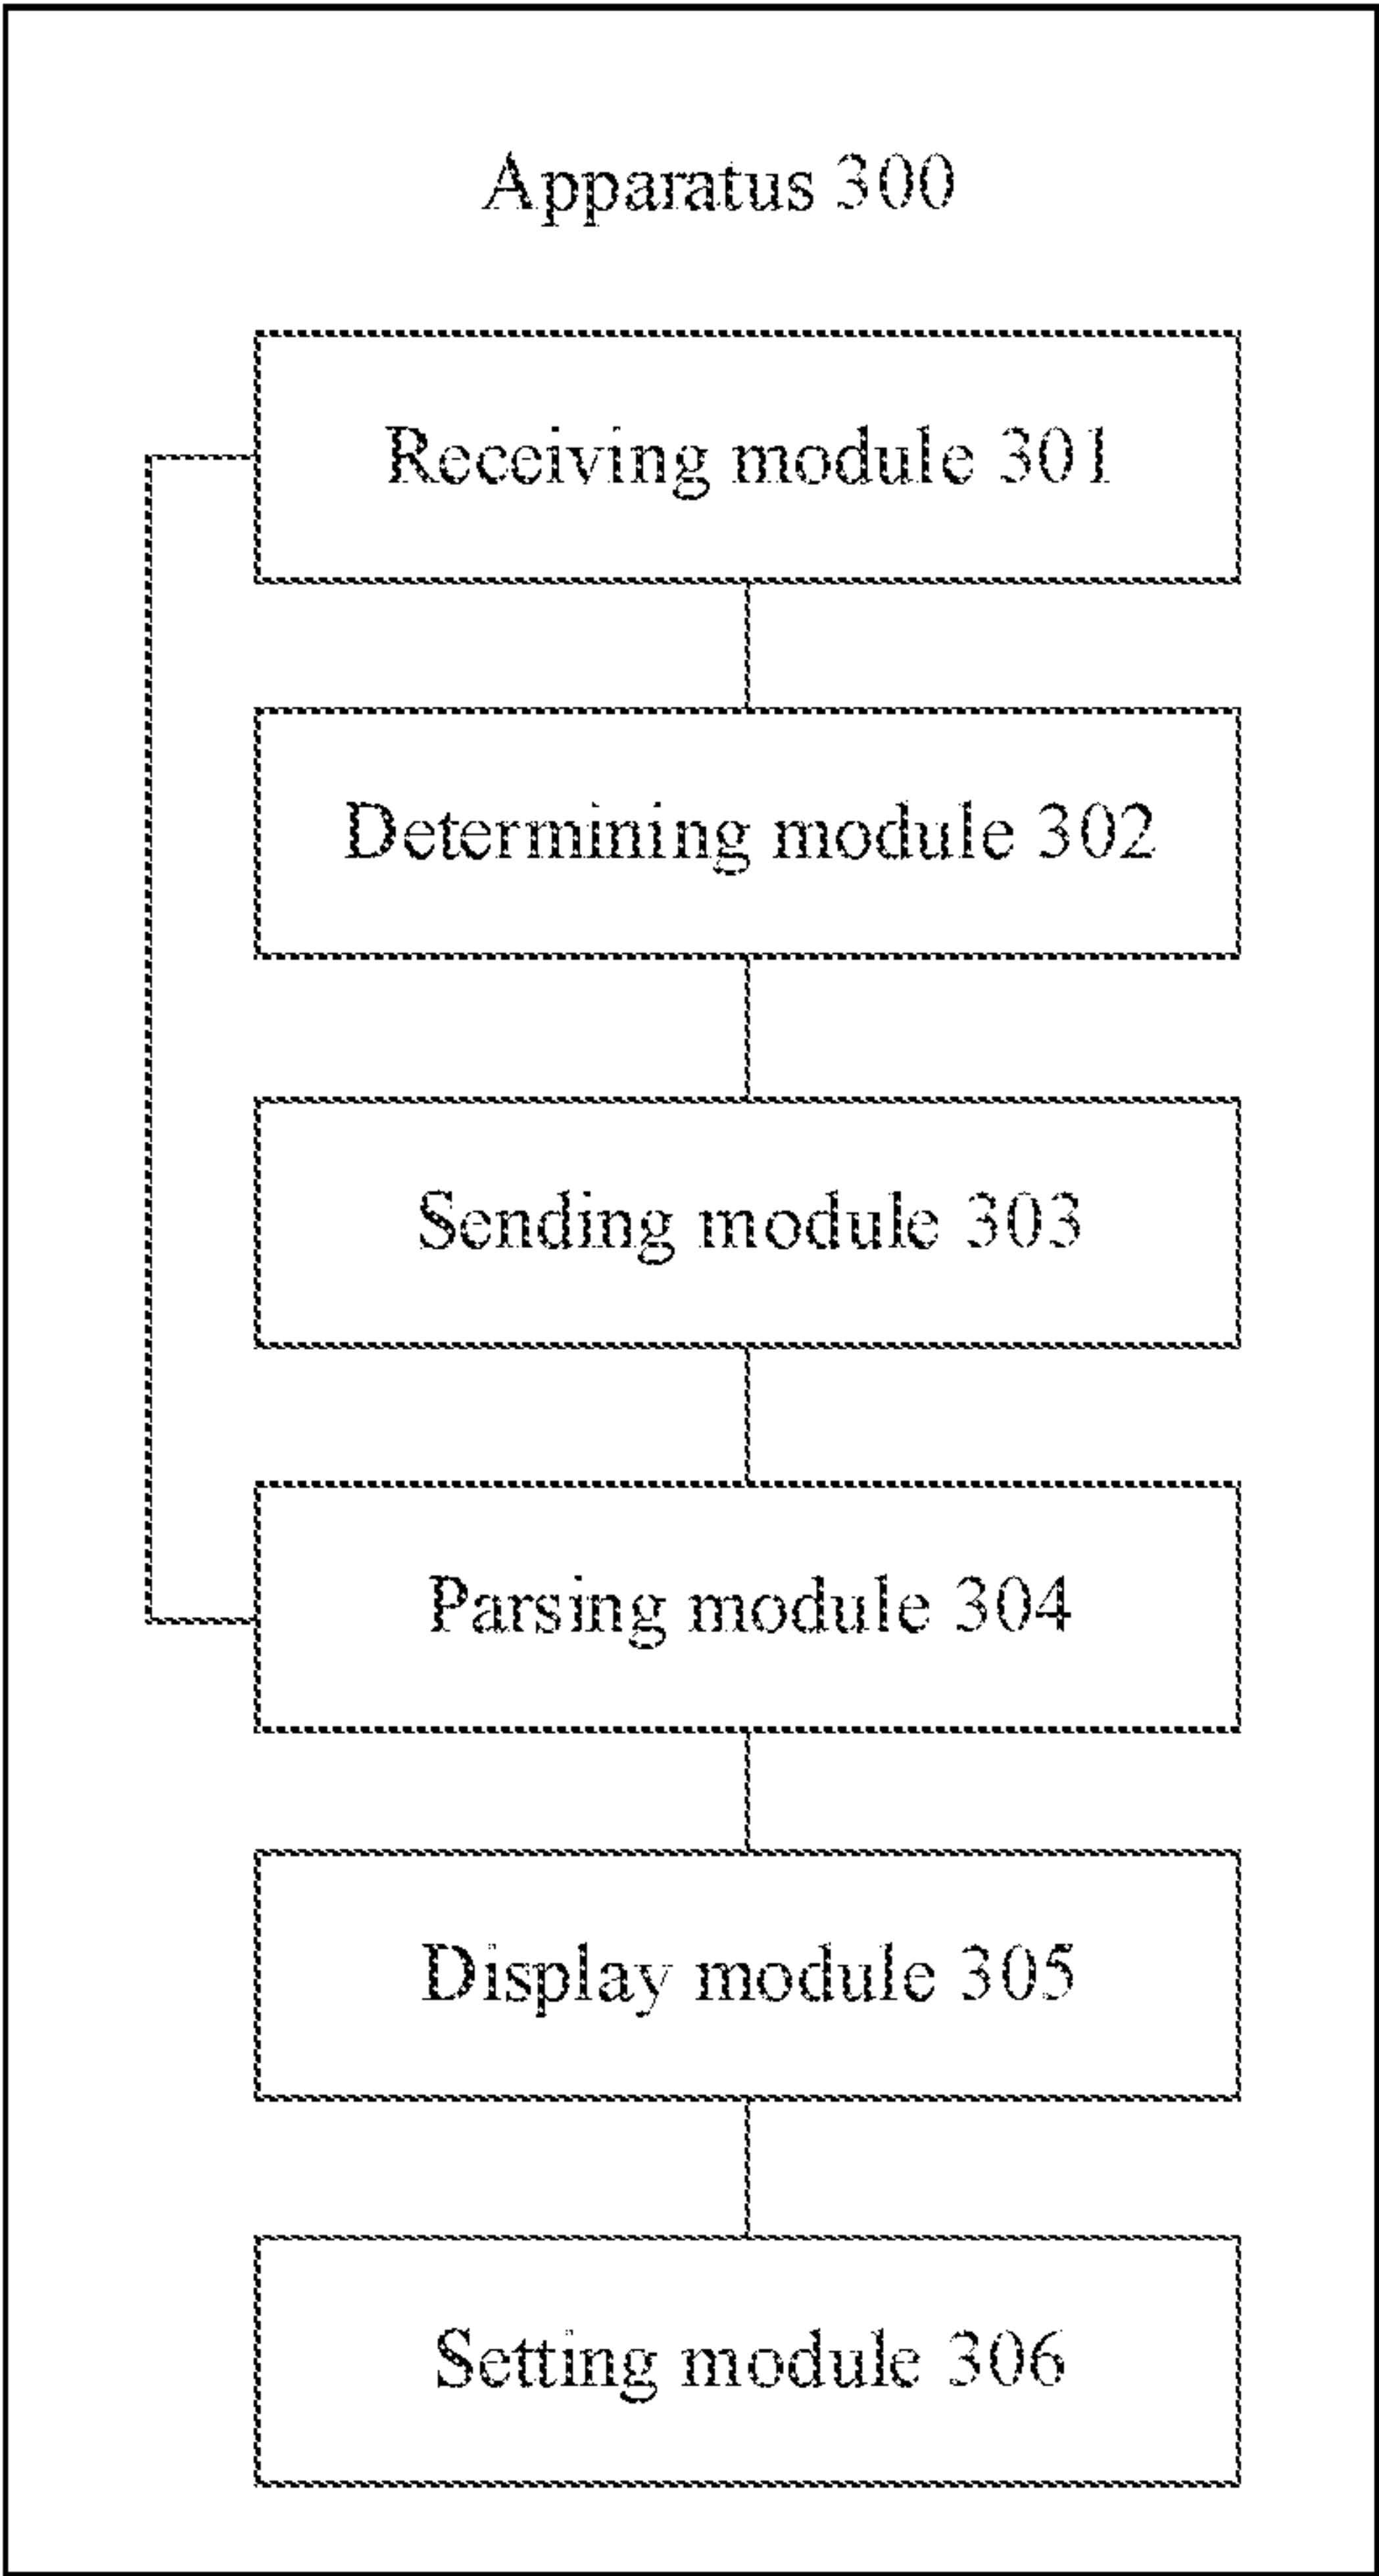 Apparatus 300
Receiving module 301
Determining module 302
Sending module 303
Parsing module 304
Display module 305
Setting module 306